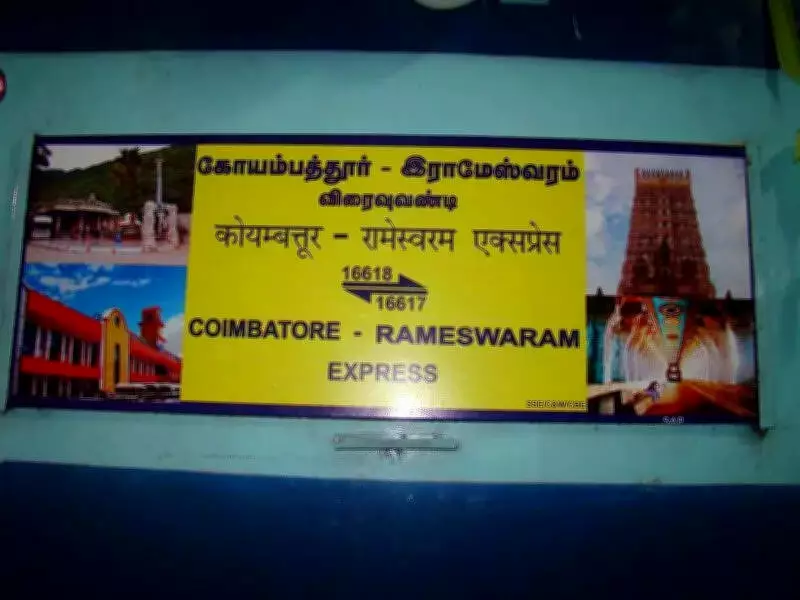 கோயம்பத்தூர் - இராமேஸ்வரம்
விரைவுவண்டி
कोयम्बत्तूर - रामेस्वरम एक्सप्रेस
16618
16617
COIMBATORE - RAMESWARAM
EXPRESS